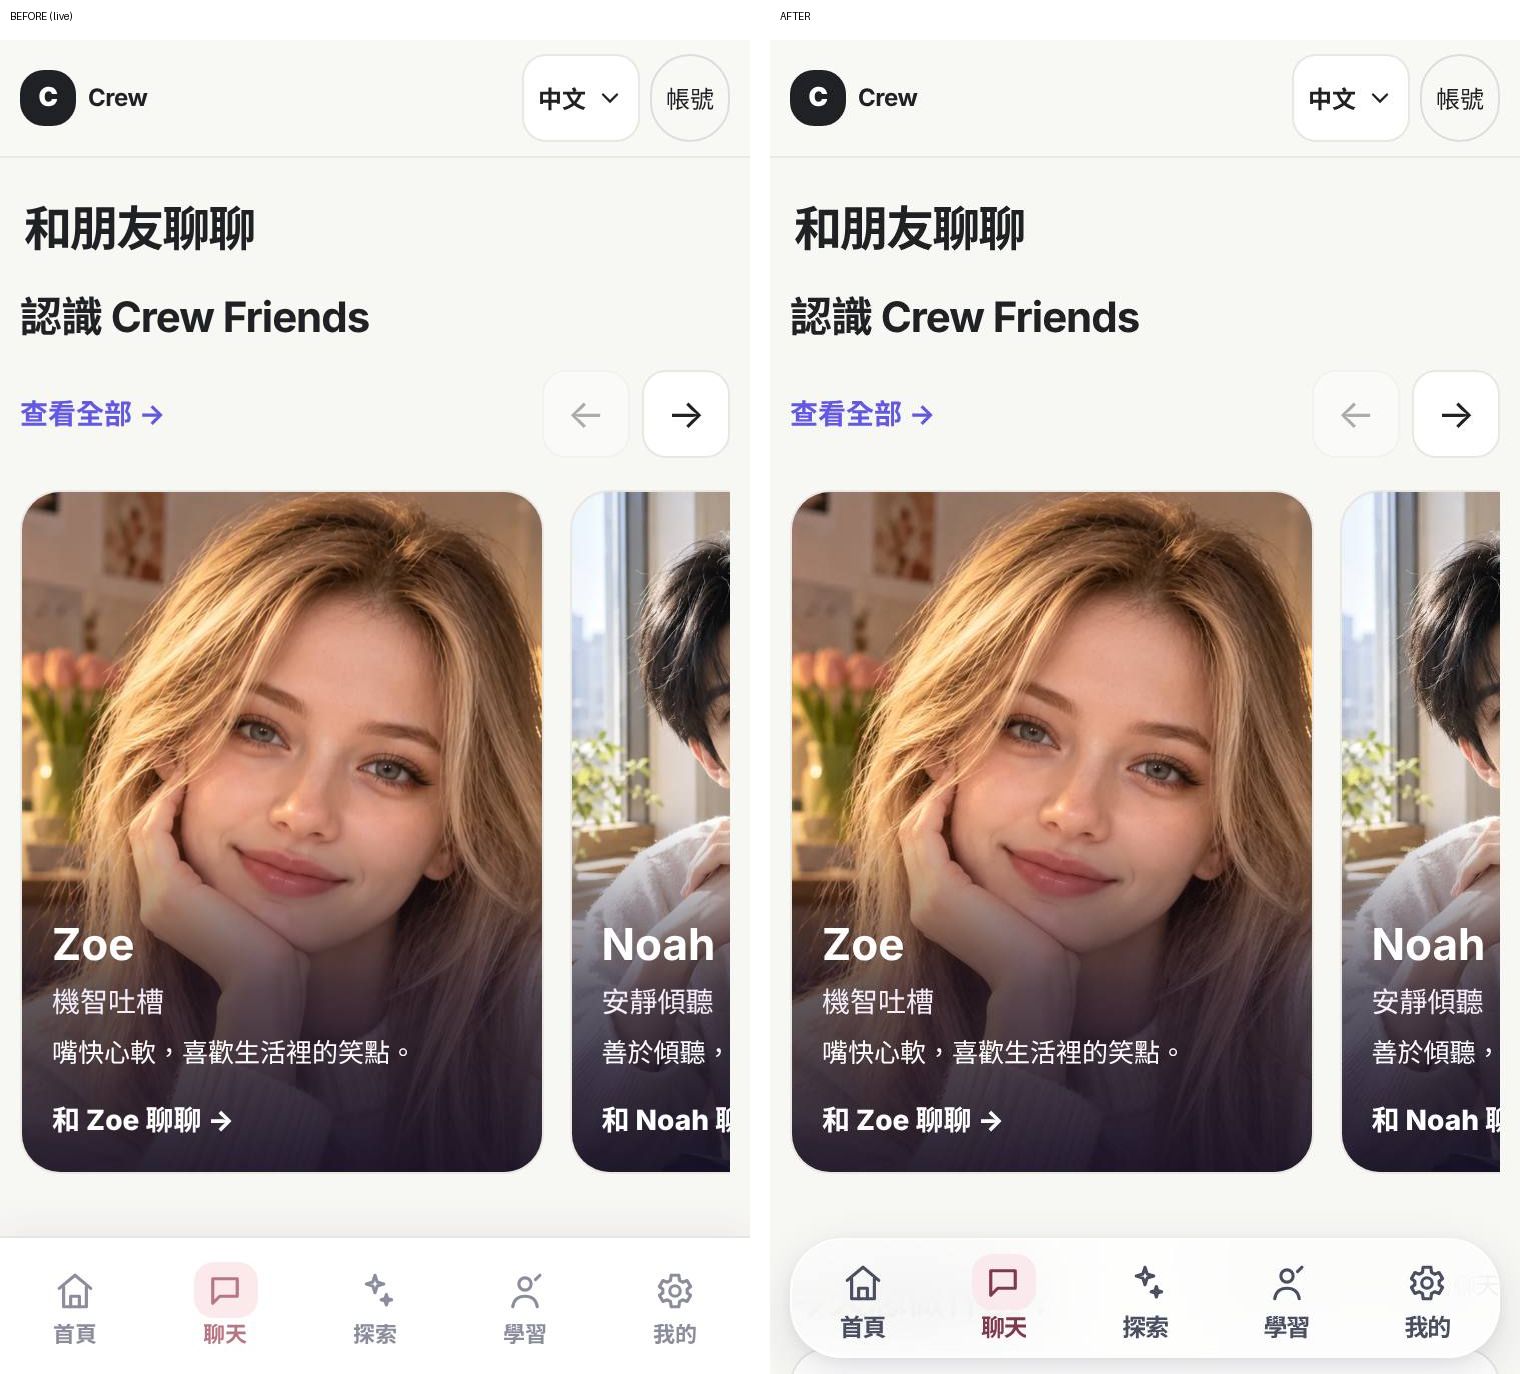 BEFORE (live)
C Crew 中文 帳號
和朋友聊聊
認識 Crew Friends
查看全部 →
Zoe
機智吐槽
嘴快心軟，喜歡生活裡的笑點。
和 Zoe 聊聊 →
Noah
安靜傾聽
善於傾聽，
和 Noah
首頁 聊天 探索 學習 我的
AFTER
C Crew 中文 帳號
和朋友聊聊
認識 Crew Friends
查看全部 →
Zoe
機智吐槽
嘴快心軟，喜歡生活裡的笑點。
和 Zoe 聊聊 →
Noah
安靜傾聽
善於傾聽，
和 Noah
首頁 聊天 探索 學習 我的